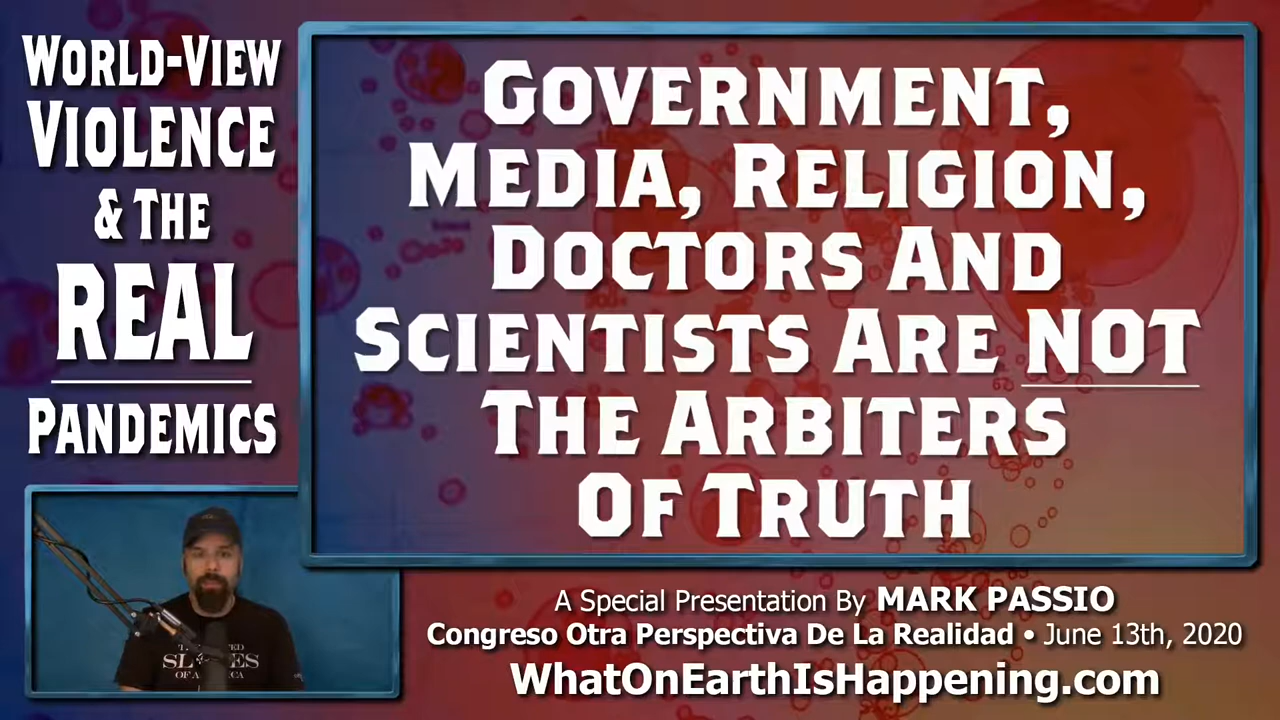 World-View
Violence
& The
REAL
Pandemics
Government,
Media, Religion,
Doctors And
Scientists Are NOT
The Arbiters
Of Truth
A Special Presentation By MARK PASSIO
Congreso Otra Perspectiva De La Realidad • June 13th, 2020
WhatOnEarthIsHappening.com